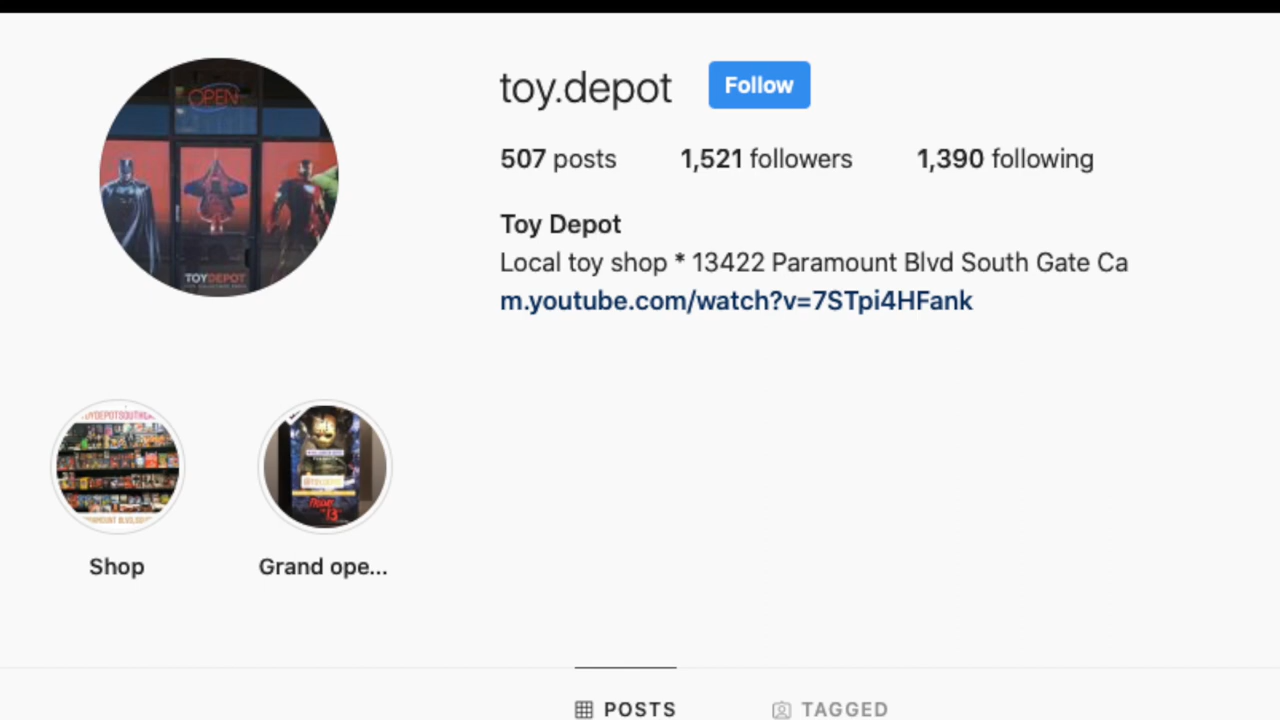 OPEN
TOYDEPOT
toy.depot Follow
507 posts 1,521 followers 1,390 following
Toy Depot
Local toy shop * 13422 Paramount Blvd South Gate Ca
m.youtube.com/watch?v=7STpi4HFank
Shop Grand ope...
POSTS TAGGED